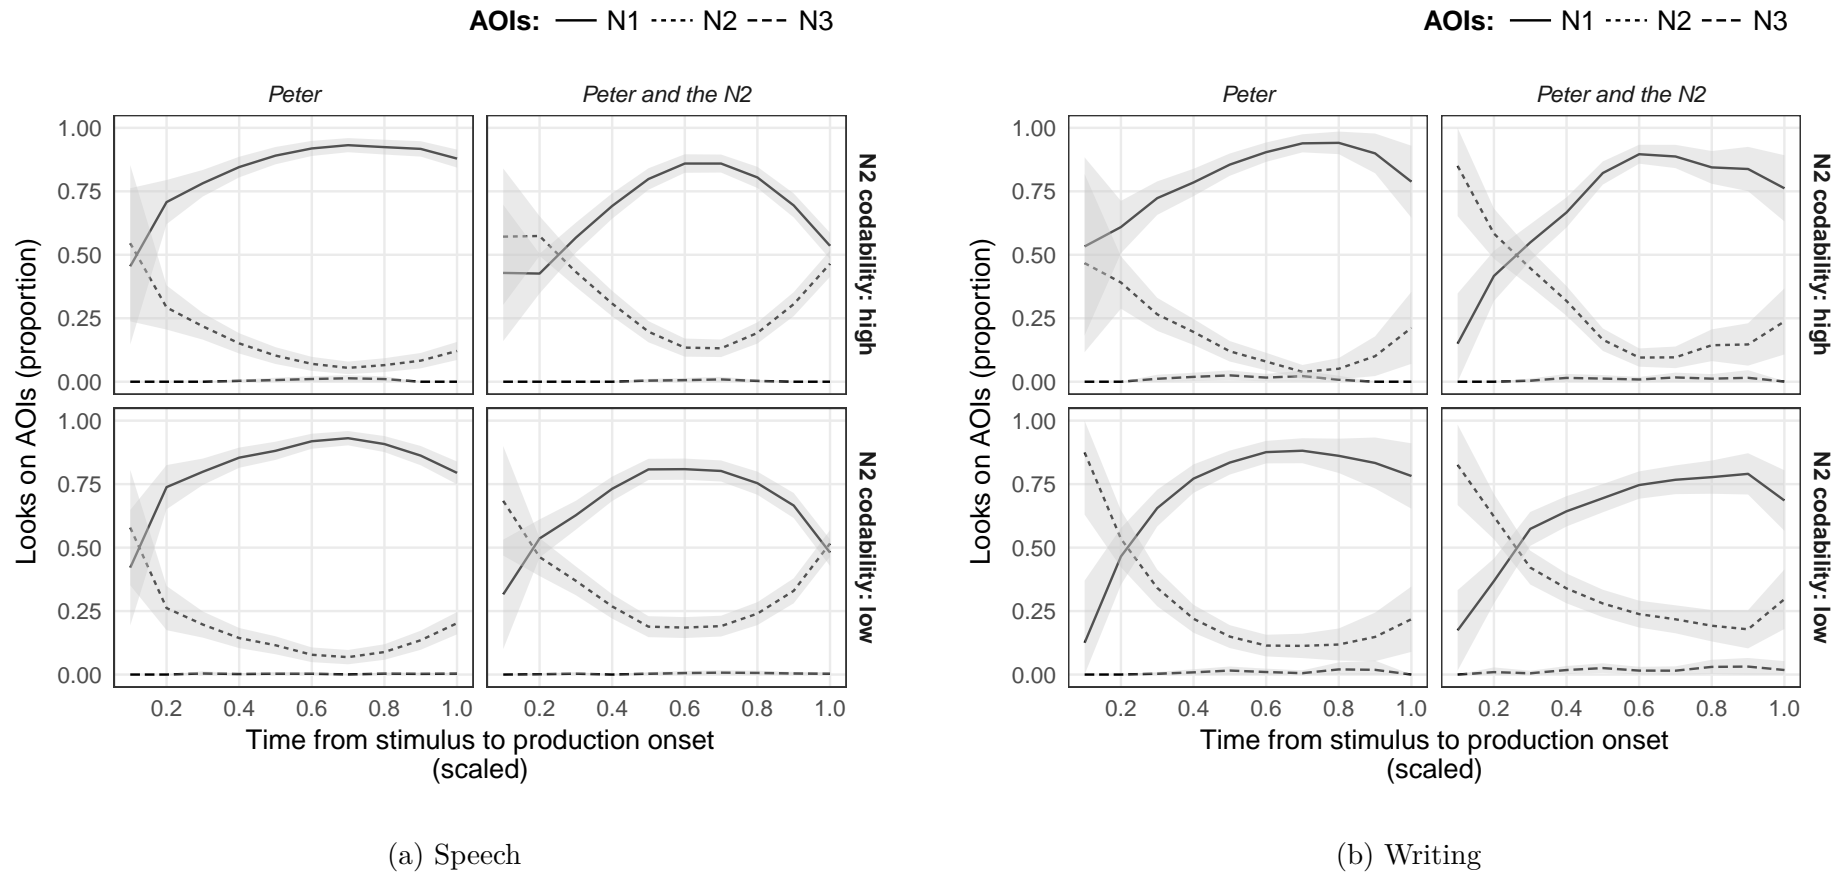 AOIs: N1 N2 N3
Peter Peter and the N2
1.00
0.75
0.50
0.25
0.00
N2 codability: high
1.00
0.75
0.50
0.25
0.00
N2 codability: low
Looks on AOIs (proportion)
0.2 0.4 0.6 0.8 1.0 0.2 0.4 0.6 0.8 1.0
Time from stimulus to production onset
(scaled)
(a) Speech
AOIs: N1 N2 N3
Peter Peter and the N2
1.00
0.75
0.50
0.25
0.00
N2 codability: high
1.00
0.75
0.50
0.25
0.00
N2 codability: low
Looks on AOIs (proportion)
0.2 0.4 0.6 0.8 1.0 0.2 0.4 0.6 0.8 1.0
Time from stimulus to production onset
(scaled)
(b) Writing